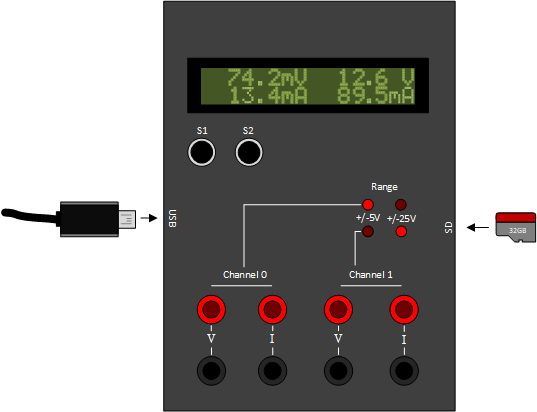 74.2mV 12.6 V
13.4mA 89.5mA
S1 S2
Range
+/-5V +/-25V
USB
SD
32GB
Channel 0 Channel 1
V I V I